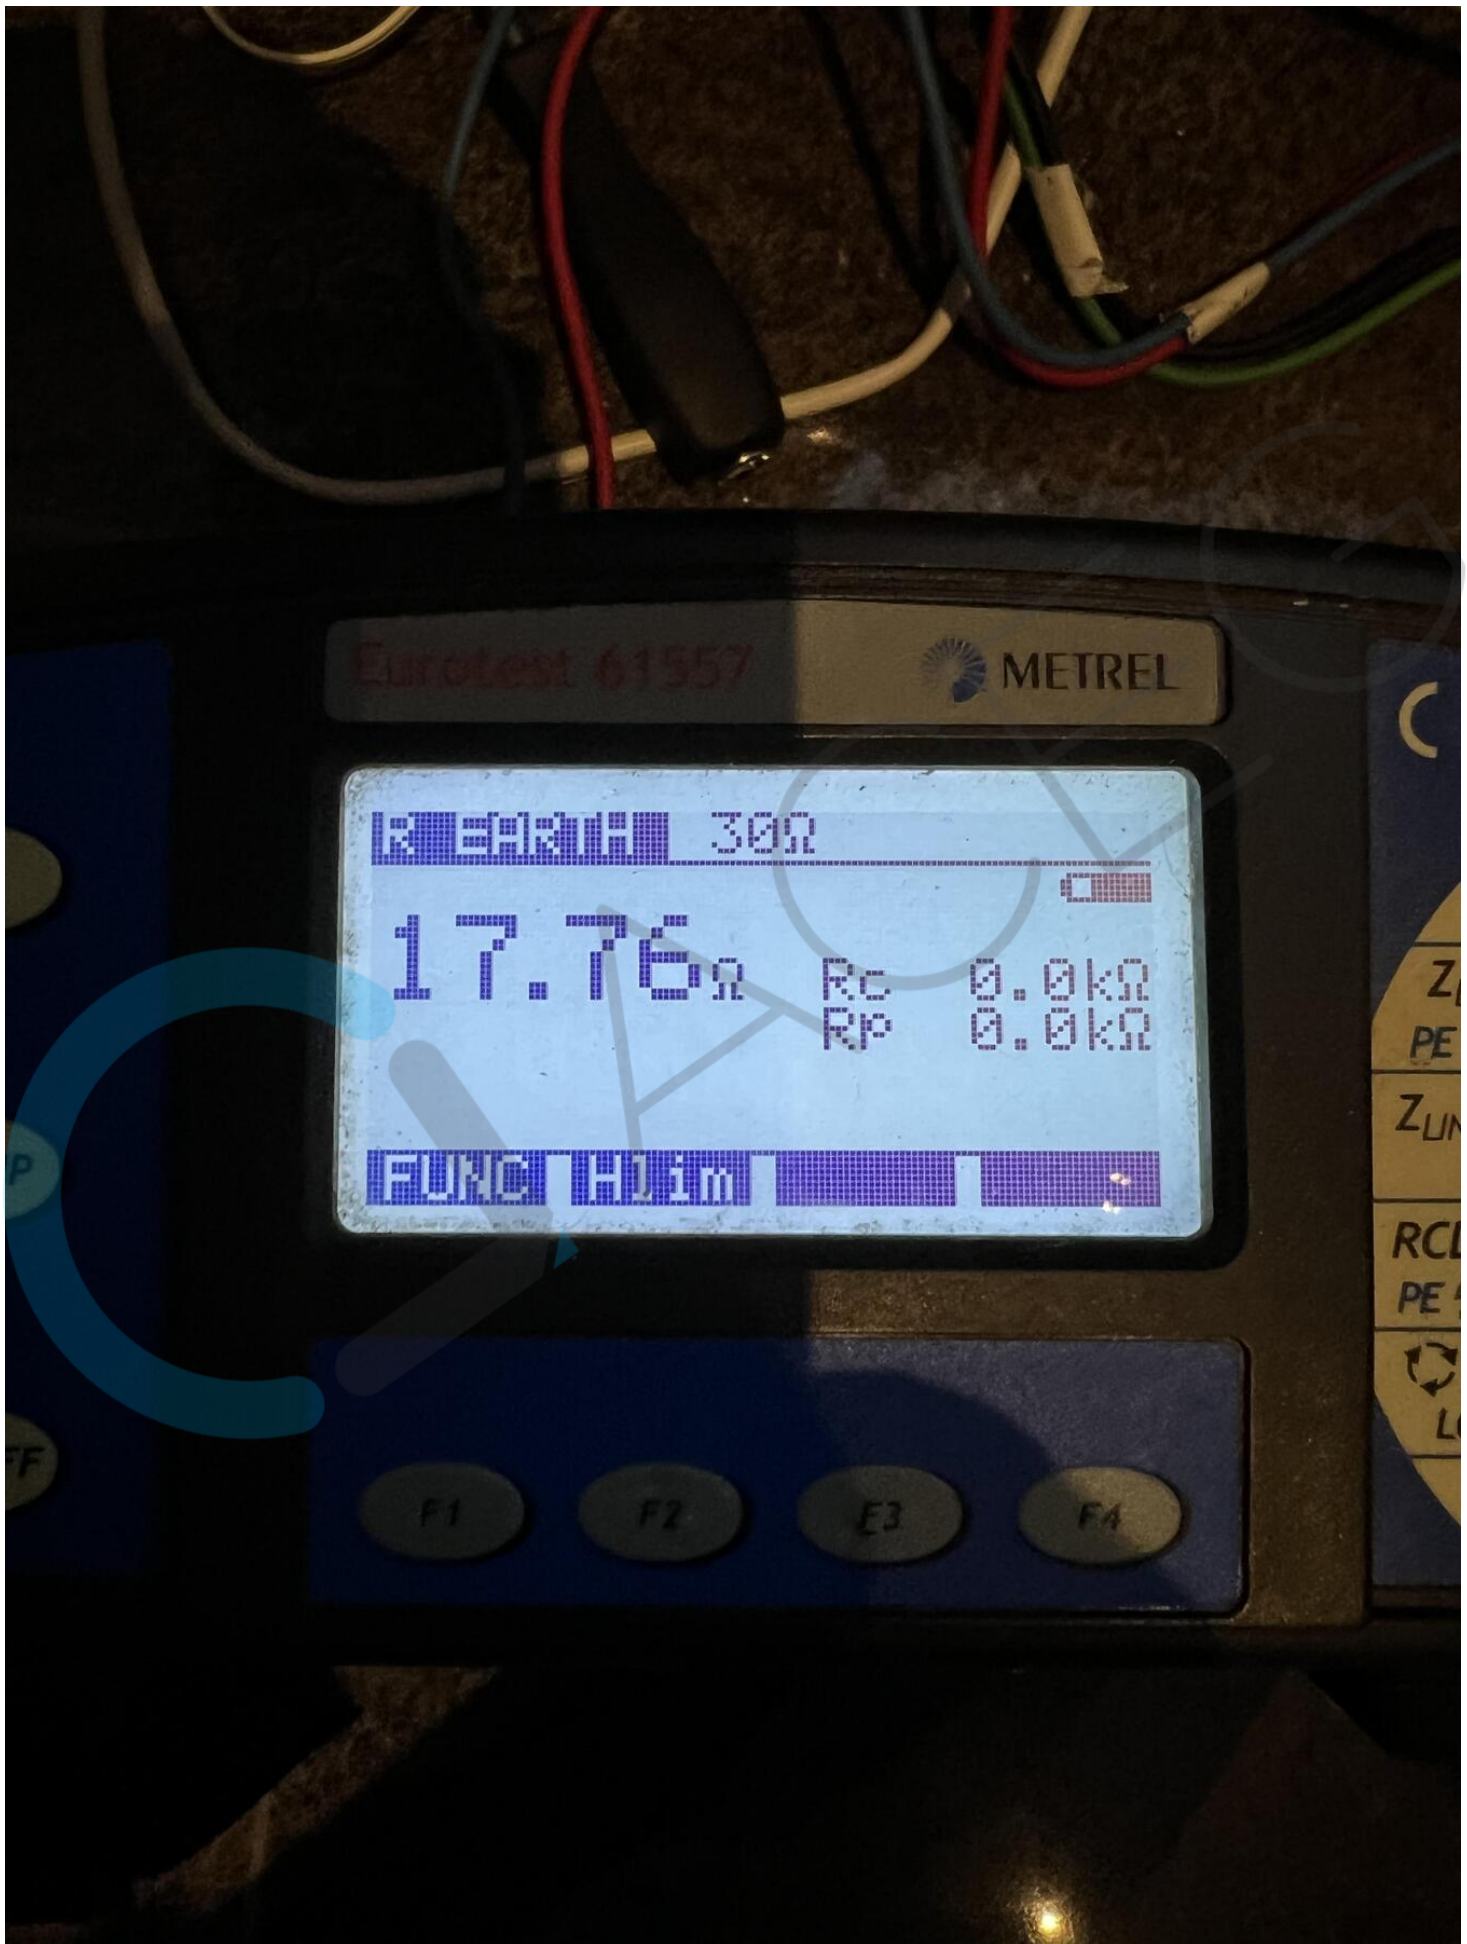 Eurotest 61557
METREL
R EARTH 30Ω
17.76Ω
Rc 0.0kΩ
Rp 0.0kΩ
FUNC Hlim
F1 F2 F3 F4
PE
RCD
PE